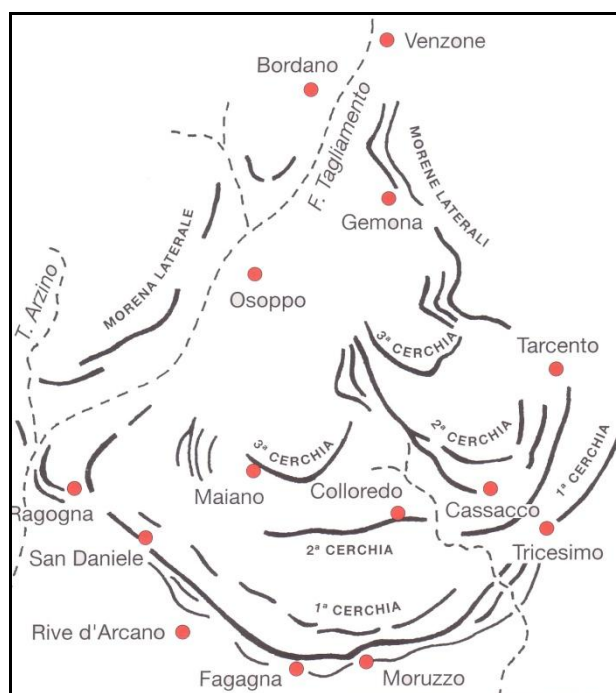 Venzone
Bordano
F. Tagliamento
MORENE LATERALI
Gemona
MORENA LATERALE
T. Arzino
Osoppo
3ª CERCHIA
Tarcento
2ª CERCHIA
1ª CERCHIA
3ª CERCHIA
Maiano
Colloredo
Cassacco
Ragogna
San Daniele
2ª CERCHIA
Tricesimo
1ª CERCHIA
Rive d'Arcano
Fagagna
Moruzzo